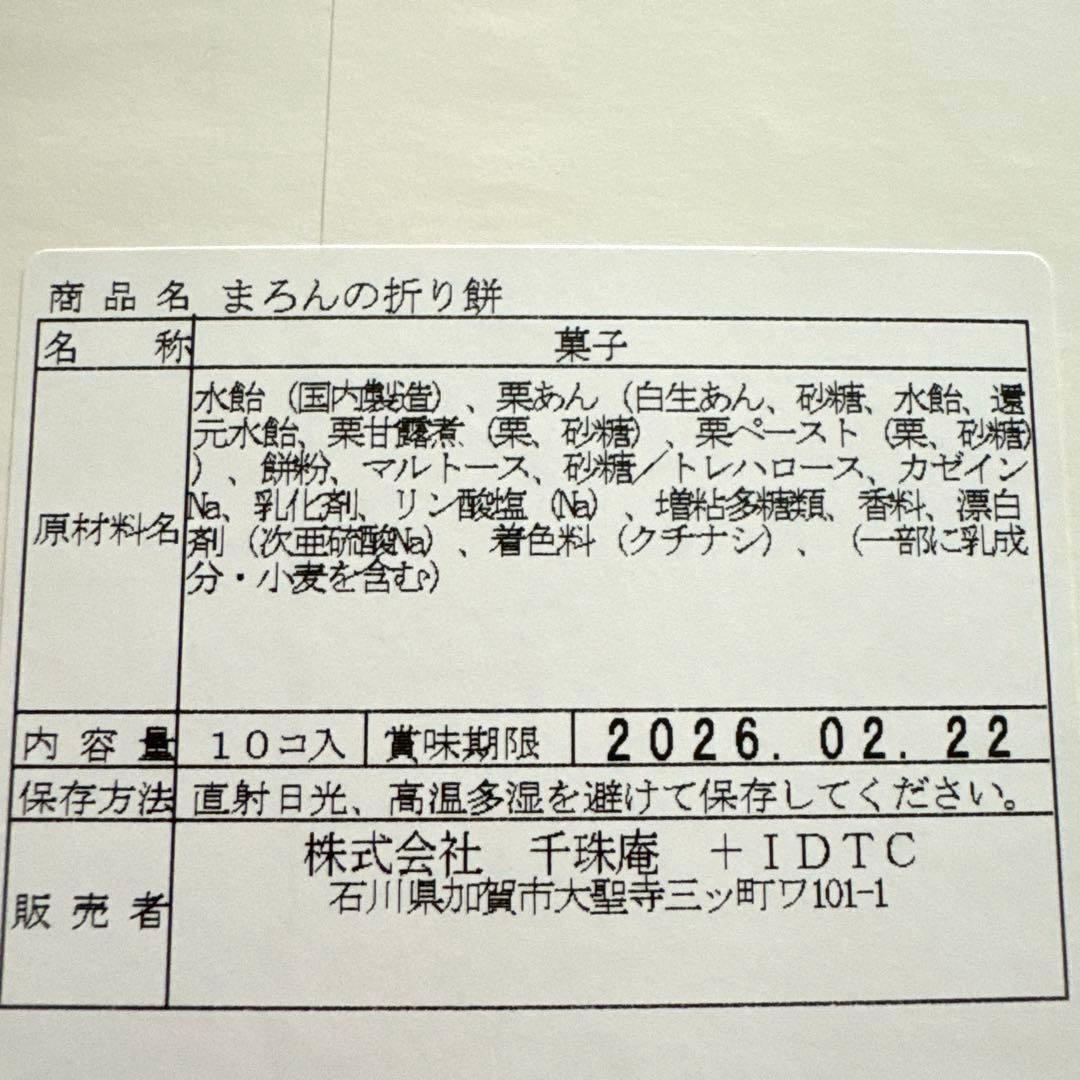 商品名 まろんの折り餅
名称 菓子
原材料名
水飴（国内製造）、栗あん（白生あん、砂糖、水飴、還
元水飴、栗甘露煮（栗、砂糖）、栗ペースト（栗、砂糖）
）、餅粉、マルトース、砂糖／トレハロース、カゼイン
Na、乳化剤、リン酸塩（Na）、増粘多糖類、香料、漂白
剤（次亜硫酸Na）、着色料（クチナシ）、（一部に乳成
分・小麦を含む）
内容量 10コ入 賞味期限 2026.02.22
保存方法 直射日光、高温多湿を避けて保存してください。
販売者
株式会社 千珠庵 ＋IDTC
石川県加賀市大聖寺三ッ町ワ101-1